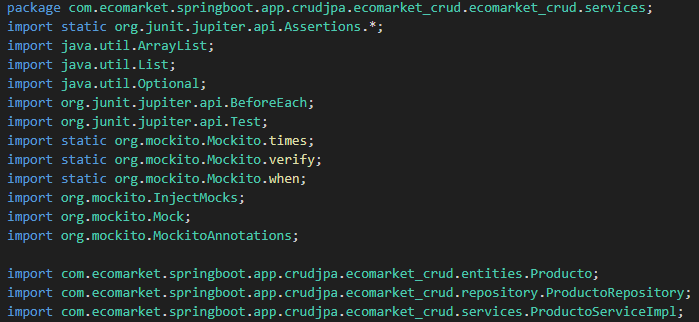 package com.ecomarket.springboot.app.crudjpa.ecomarket_crud.ecomarket_crud.services;
import static org.junit.jupiter.api.Assertions.*;
import java.util.ArrayList;
import java.util.List;
import java.util.Optional;
import org.junit.jupiter.api.BeforeEach;
import org.junit.jupiter.api.Test;
import static org.mockito.Mockito.times;
import static org.mockito.Mockito.verify;
import static org.mockito.Mockito.when;
import org.mockito.InjectMocks;
import org.mockito.Mock;
import org.mockito.MockitoAnnotations;
import com.ecomarket.springboot.app.crudjpa.ecomarket_crud.entities.Producto;
import com.ecomarket.springboot.app.crudjpa.ecomarket_crud.repository.ProductoRepository;
import com.ecomarket.springboot.app.crudjpa.ecomarket_crud.services.ProductoServiceImpl;